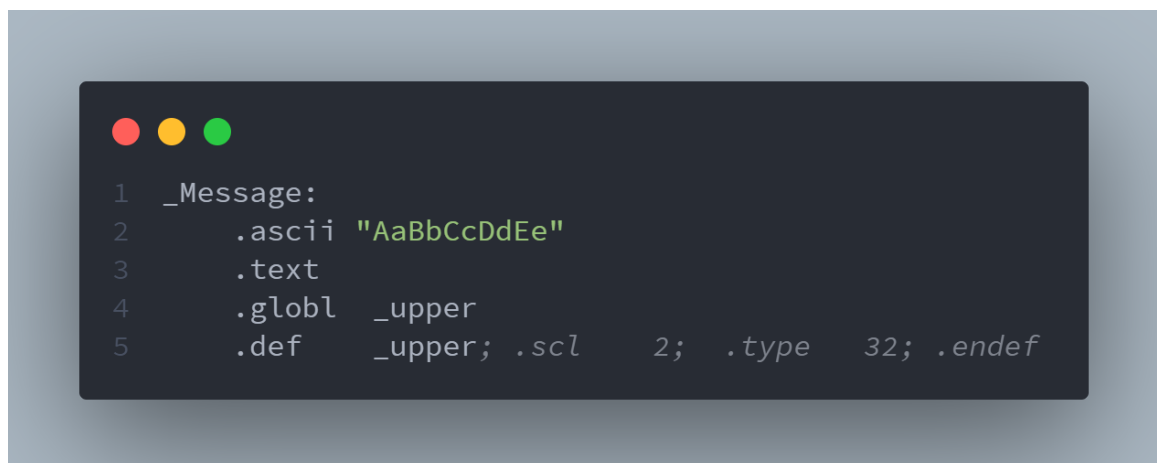 1 _Message:
2 .ascii "AaBbCcDdEe"
3 .text
4 .globl _upper
5 .def _upper; .scl 2; .type 32; .endef